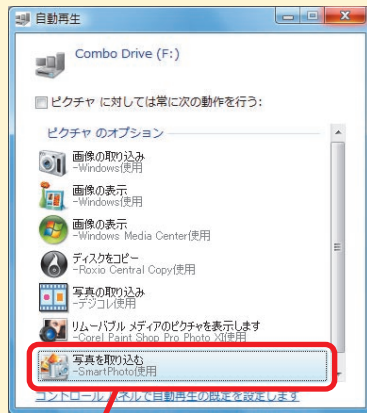 自動再生
Combo Drive (F:)
ピクチャ に対しては常に次の動作を行う:
ピクチャ のオプション
画像の取り込み
-Windows使用
画像の表示
-Windows使用
画像の表示
-Windows Media Center使用
ディスクをコピー
-Roxio Central Copy使用
写真の取り込み
-デジコレ使用
リムーバブル メディアのピクチャを表示します
-Corel Paint Shop Pro Photo XI使用
写真を取り込む
-SmartPhoto使用
コントロール パネルで自動再生の既定を設定します